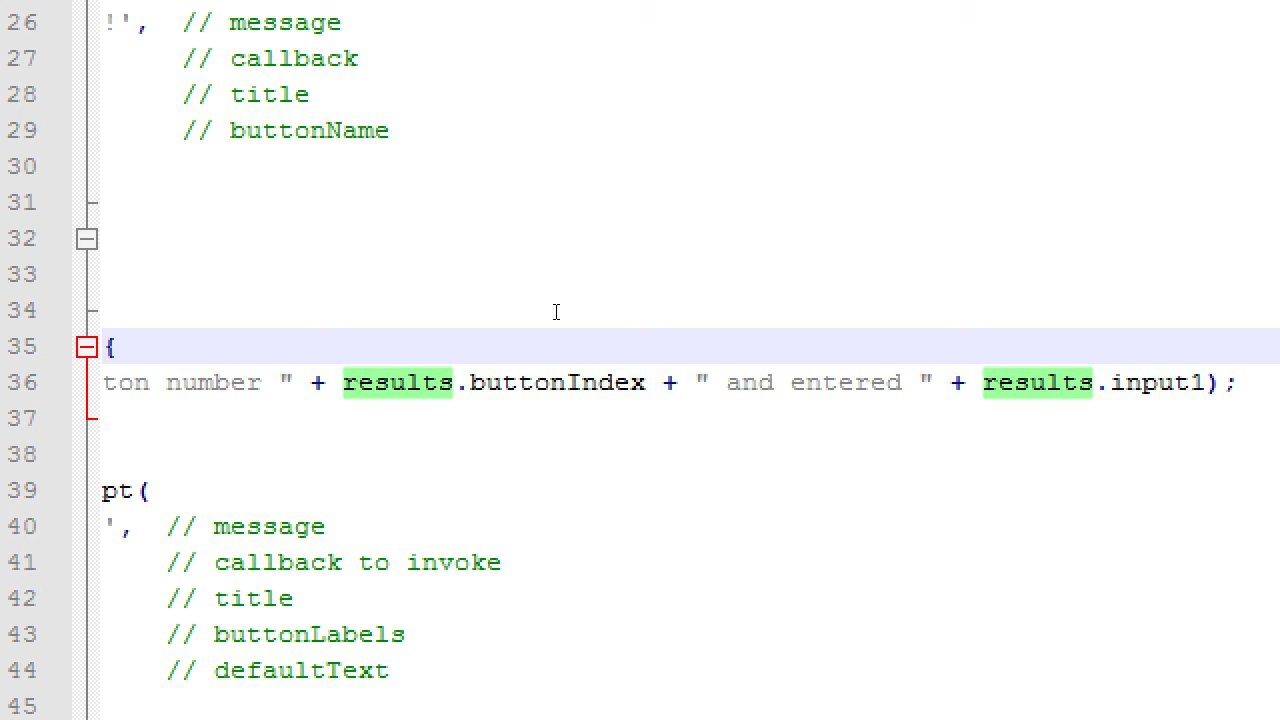 26 !', // message
27 // callback
28 // title
29 // buttonName
30
31
32
33
34
35 {
36 ton number " + results.buttonIndex + " and entered " + results.input1);
37
38
39 pt(
40 ', // message
41 // callback to invoke
42 // title
43 // buttonLabels
44 // defaultText
45